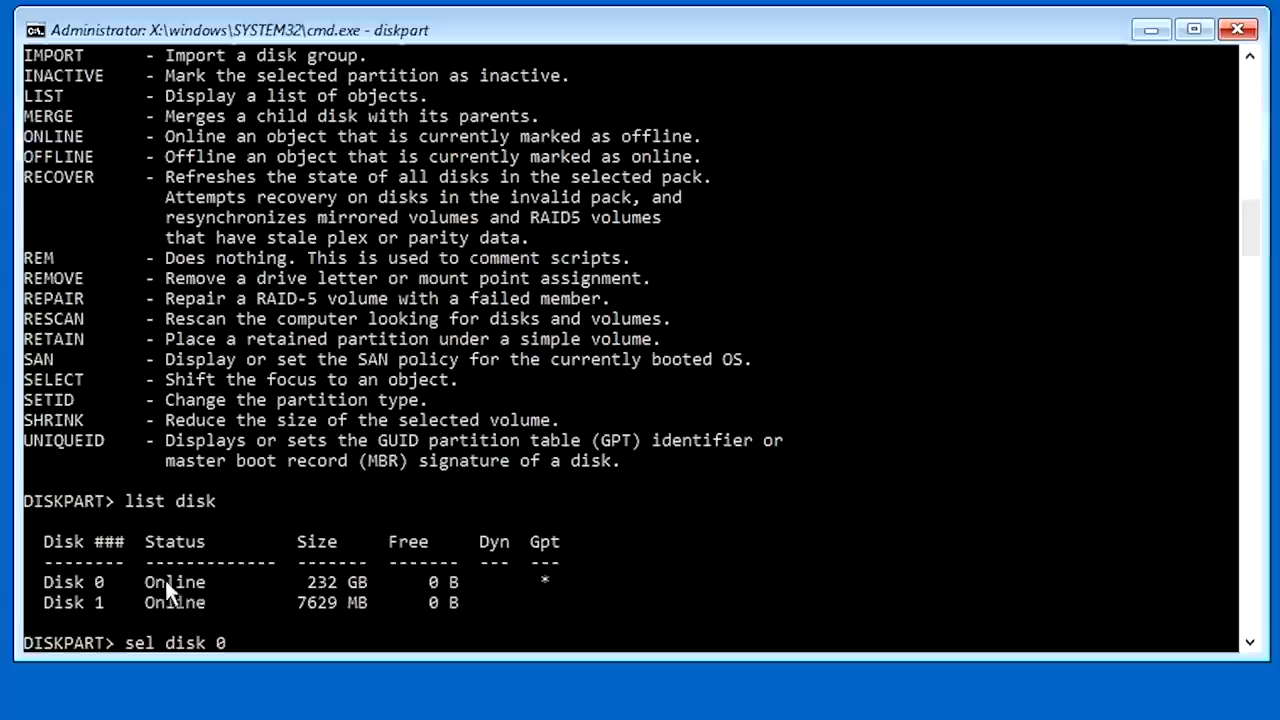 Administrator: X:\windows\SYSTEM32\cmd.exe - diskpart
IMPORT - Import a disk group.
INACTIVE - Mark the selected partition as inactive.
LIST - Display a list of objects.
MERGE - Merges a child disk with its parents.
ONLINE - Online an object that is currently marked as offline.
OFFLINE - Offline an object that is currently marked as online.
RECOVER - Refreshes the state of all disks in the selected pack.
Attempts recovery on disks in the invalid pack, and
resynchronizes mirrored volumes and RAID5 volumes
that have stale plex or parity data.
REM - Does nothing. This is used to comment scripts.
REMOVE - Remove a drive letter or mount point assignment.
REPAIR - Repair a RAID-5 volume with a failed member.
RESCAN - Rescan the computer looking for disks and volumes.
RETAIN - Place a retained partition under a simple volume.
SAN - Display or set the SAN policy for the currently booted OS.
SELECT - Shift the focus to an object.
SETID - Change the partition type.
SHRINK - Reduce the size of the selected volume.
UNIQUEID - Displays or sets the GUID partition table (GPT) identifier or
master boot record (MBR) signature of a disk.
DISKPART> list disk
Disk ### Status Size Free Dyn Gpt
-------- ------------- ------- ------- --- ---
Disk 0 Online 232 GB 0 B *
Disk 1 Online 7629 MB 0 B
DISKPART> sel disk 0